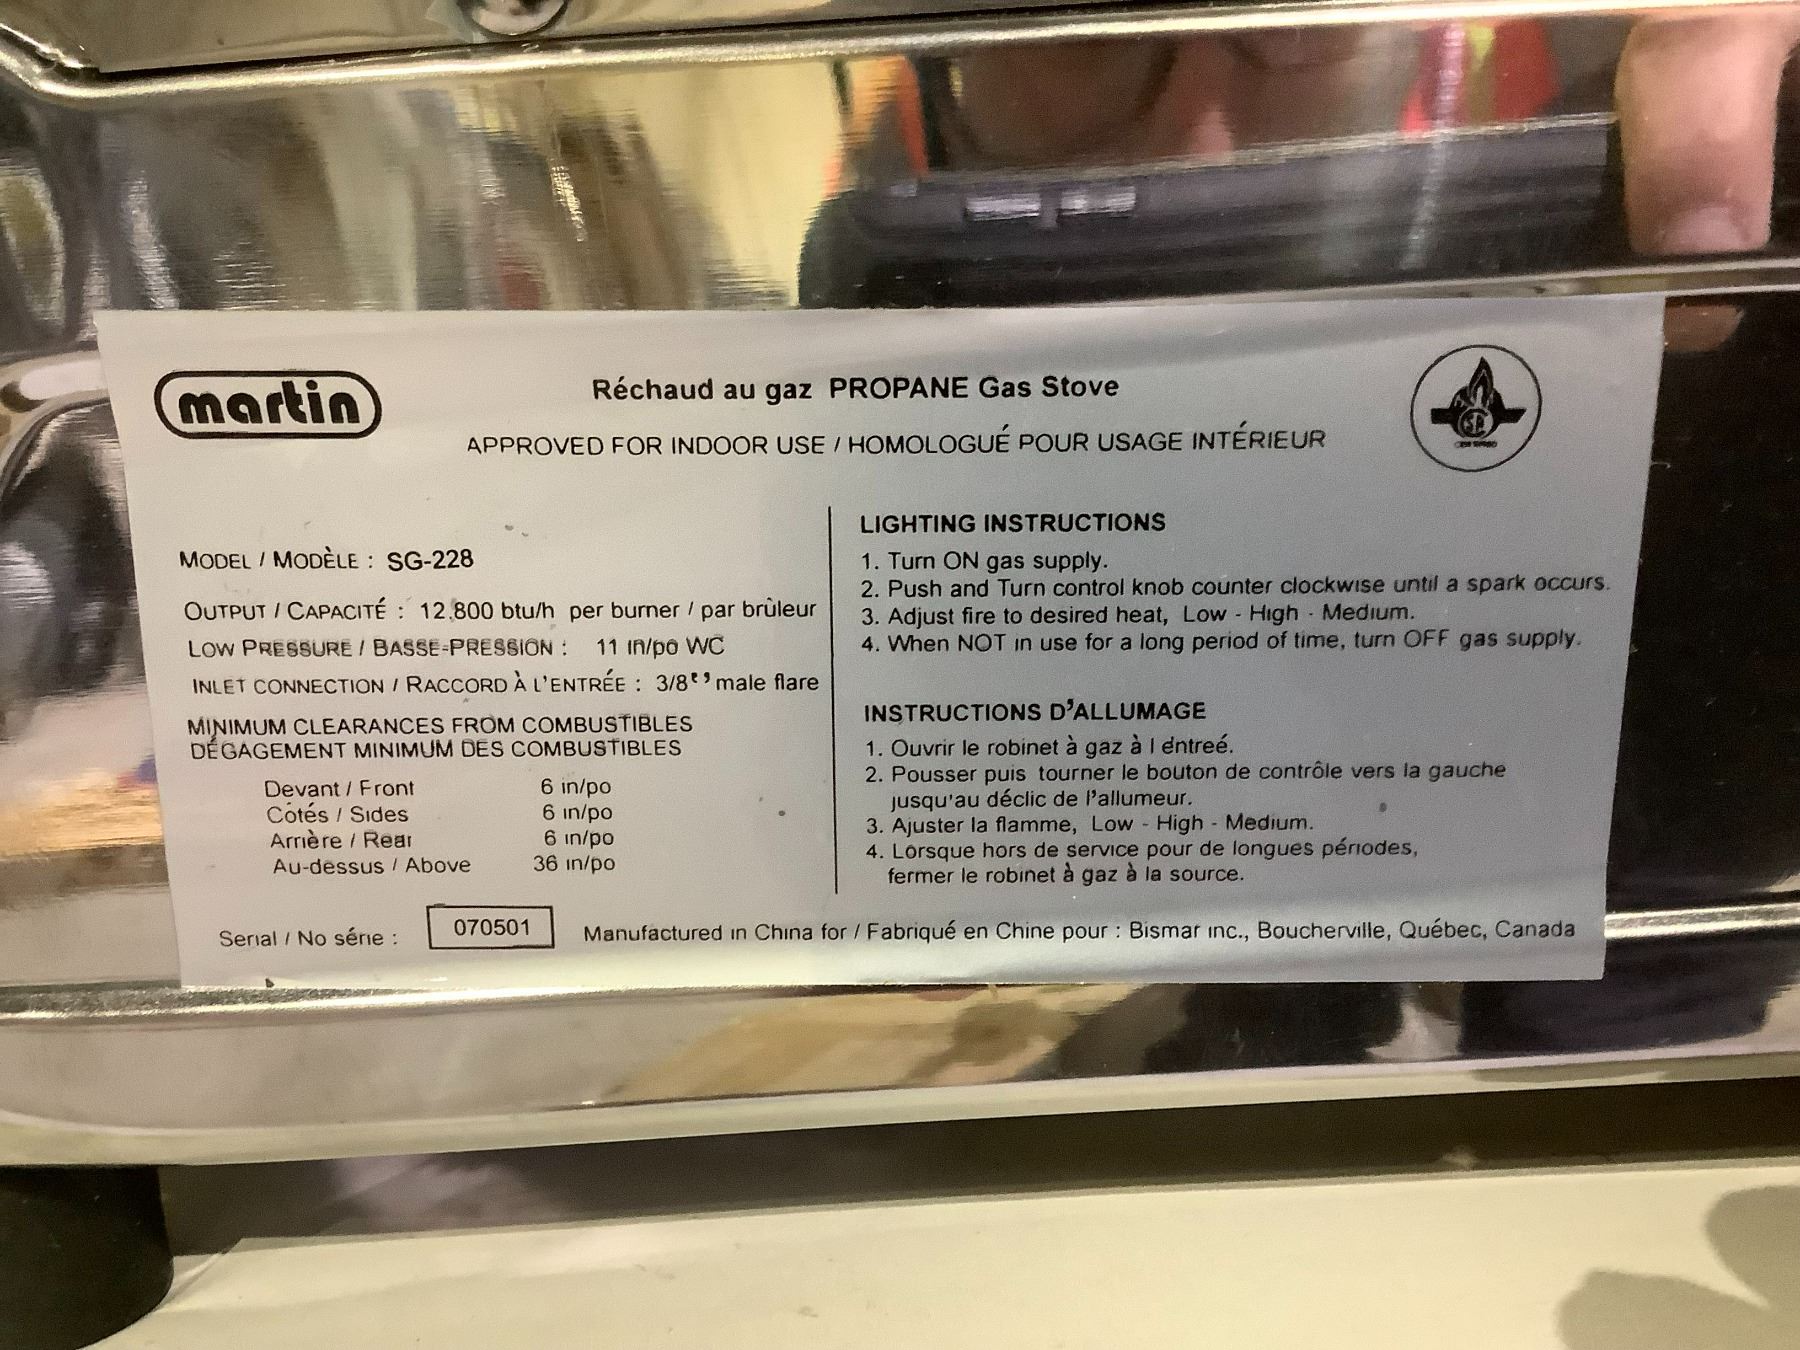 martin
Réchaud au gaz PROPANE Gas Stove
APPROVED FOR INDOOR USE / HOMOLOGUÉ POUR USAGE INTÉRIEUR
MODEL / MODÈLE : SG-228
OUTPUT / CAPACITÉ : 12,800 btu/h per burner / par brûleur
LOW PRESSURE / BASSE-PRESSION : 11 in/po WC
INLET CONNECTION / RACCORD À L'ENTRÉE : 3/8" male flare
MINIMUM CLEARANCES FROM COMBUSTIBLES
DÉGAGEMENT MINIMUM DES COMBUSTIBLES
Devant / Front 6 in/po
Côtés / Sides 6 in/po
Arrière / Rear 6 in/po
Au-dessus / Above 36 in/po
LIGHTING INSTRUCTIONS
1. Turn ON gas supply.
2. Push and Turn control knob counter clockwise until a spark occurs.
3. Adjust fire to desired heat, Low - High - Medium.
4. When NOT in use for a long period of time, turn OFF gas supply.
INSTRUCTIONS D'ALLUMAGE
1. Ouvrir le robinet à gaz à l entreé.
2. Pousser puis tourner le bouton de contrôle vers la gauche
jusqu'au déclic de l'allumeur.
3. Ajuster la flamme, Low - High - Medium.
4. Lorsque hors de service pour de longues périodes,
fermer le robinet à gaz à la source.
Serial / No série : 070501
Manufactured in China for / Fabriqué en Chine pour : Bismar inc., Boucherville, Québec, Canada